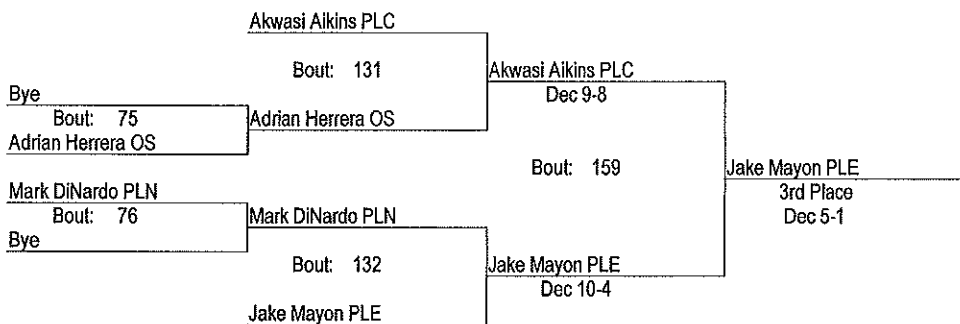 Akwasi Aikins PLC
Bout: 131
Akwasi Aikins PLC
Dec 9-8
Bye
Bout: 75
Adrian Herrera OS
Adrian Herrera OS
Bout: 159
Jake Mayon PLE
3rd Place
Dec 5-1
Mark DiNardo PLN
Bout: 76
Mark DiNardo PLN
Bye
Bout: 132
Jake Mayon PLE
Dec 10-4
Jake Mayon PLE